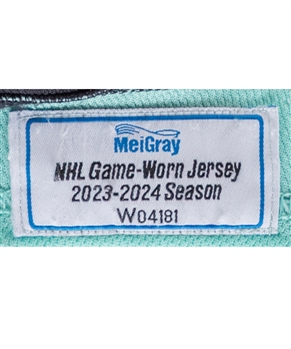 MeiGray
NHL Game-Worn Jersey
2023-2024 Season
W04181